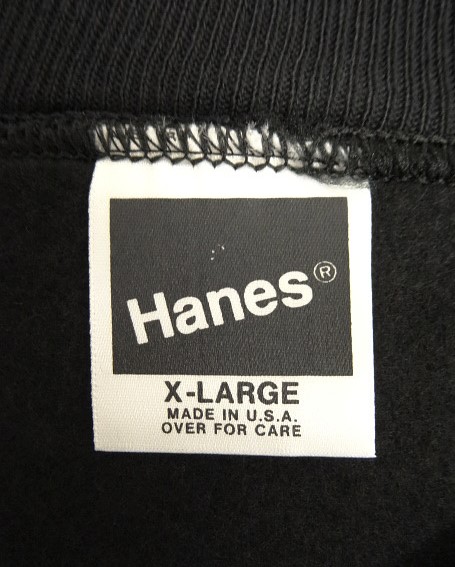 Hanes®
X-LARGE
MADE IN U.S.A.
OVER FOR CARE